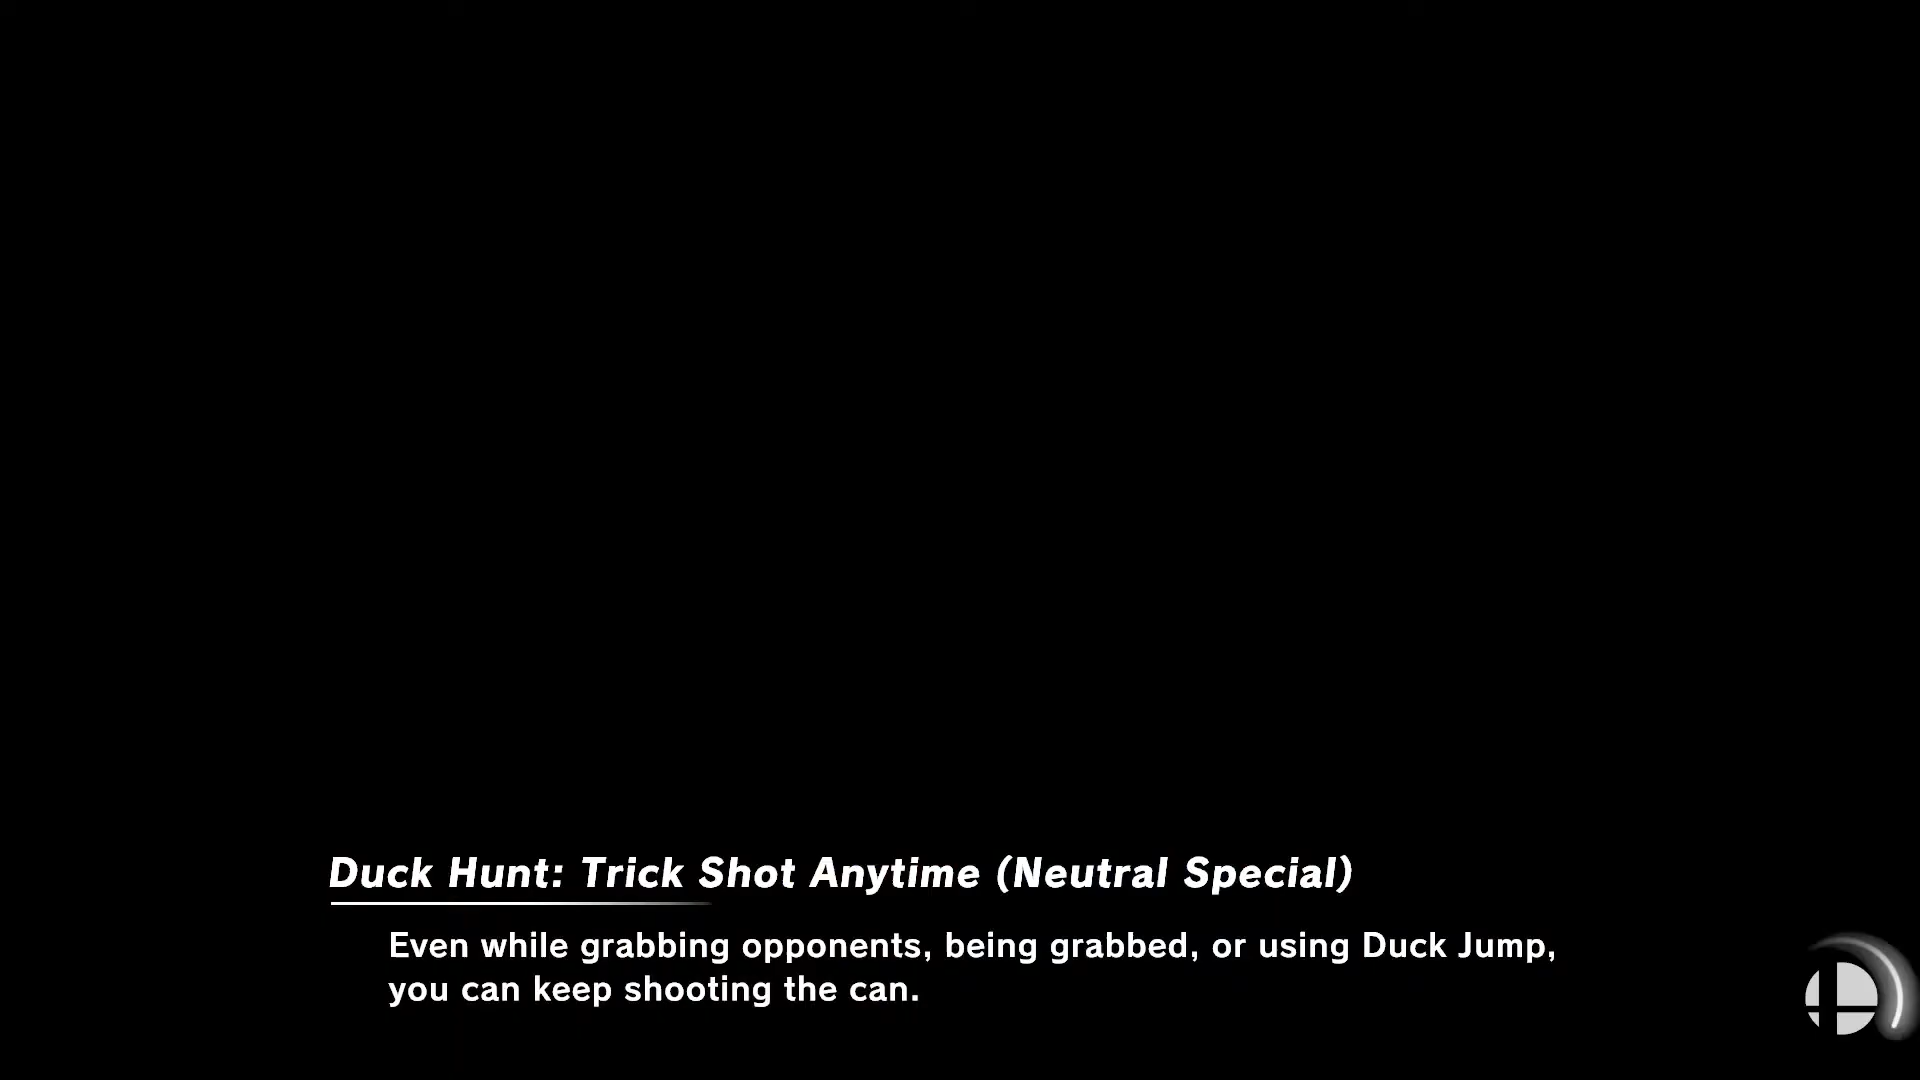 Duck Hunt: Trick Shot Anytime (Neutral Special)
Even while grabbing opponents, being grabbed, or using Duck Jump,
you can keep shooting the can.